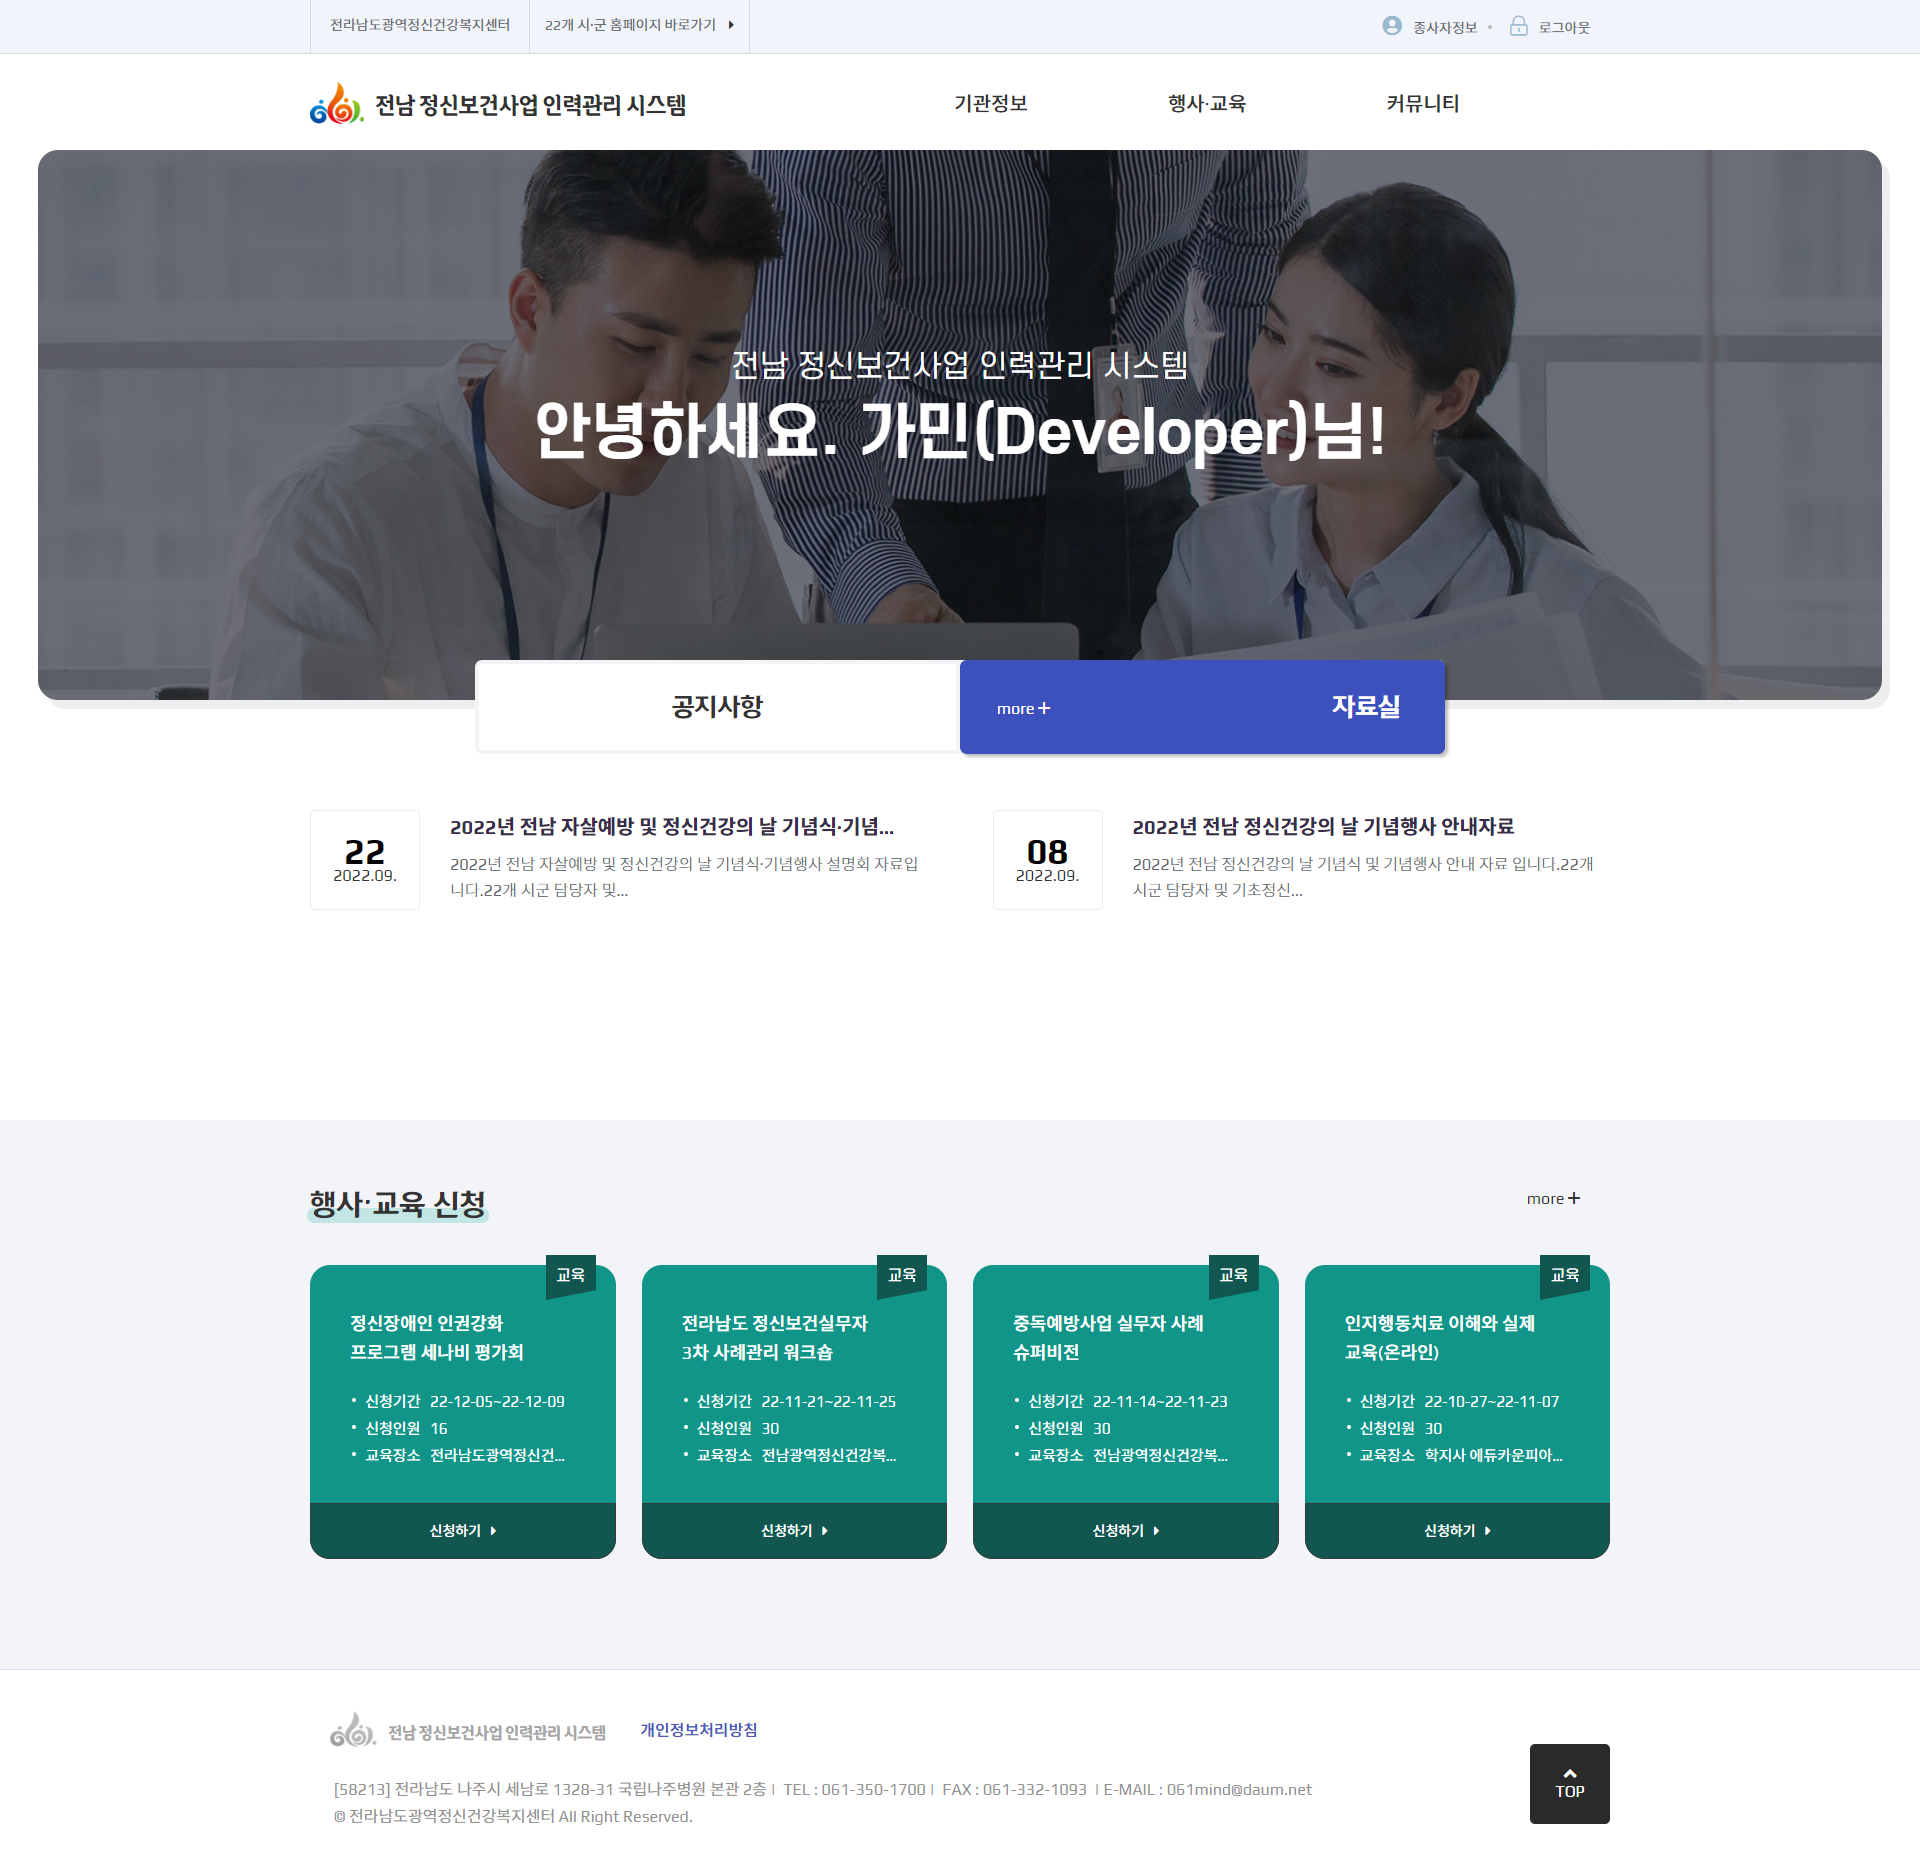 전라남도광역정신건강복지센터
22개 시·군 홈페이지 바로가기
종사자정보
로그아웃
전남 정신보건사업 인력관리 시스템
기관정보
행사·교육
커뮤니티
전남 정신보건사업 인력관리 시스템
안녕하세요. 가민(Developer)님!
공지사항
more
자료실
22
2022.09.
2022년 전남 자살예방 및 정신건강의 날 기념식·기념...
2022년 전남 자살예방 및 정신건강의 날 기념식·기념행사 설명회 자료입
니다.22개 시군 담당자 및...
08
2022.09.
2022년 전남 정신건강의 날 기념행사 안내자료
2022년 전남 정신건강의 날 기념식 및 기념행사 안내 자료 입니다.22개
시군 담당자 및 기초정신...
행사·교육 신청
more
교육
정신장애인 인권강화
프로그램 세나비 평가회
신청기간 22-12-05~22-12-09
신청인원 16
교육장소 전라남도광역정신건...
신청하기
교육
전라남도 정신보건실무자
3차 사례관리 워크숍
신청기간 22-11-21~22-11-25
신청인원 30
교육장소 전남광역정신건강복...
신청하기
교육
중독예방사업 실무자 사례
슈퍼비전
신청기간 22-11-14~22-11-23
신청인원 30
교육장소 전남광역정신건강복...
신청하기
교육
인지행동치료 이해와 실제
교육(온라인)
신청기간 22-10-27~22-11-07
신청인원 30
교육장소 학지사 에듀카운피아...
신청하기
전남 정신보건사업 인력관리 시스템
개인정보처리방침
[58213] 전라남도 나주시 세남로 1328-31 국립나주병원 본관 2층 | TEL : 061-350-1700 | FAX : 061-332-1093 | E-MAIL : 061mind@daum.net
© 전라남도광역정신건강복지센터 All Right Reserved.
TOP